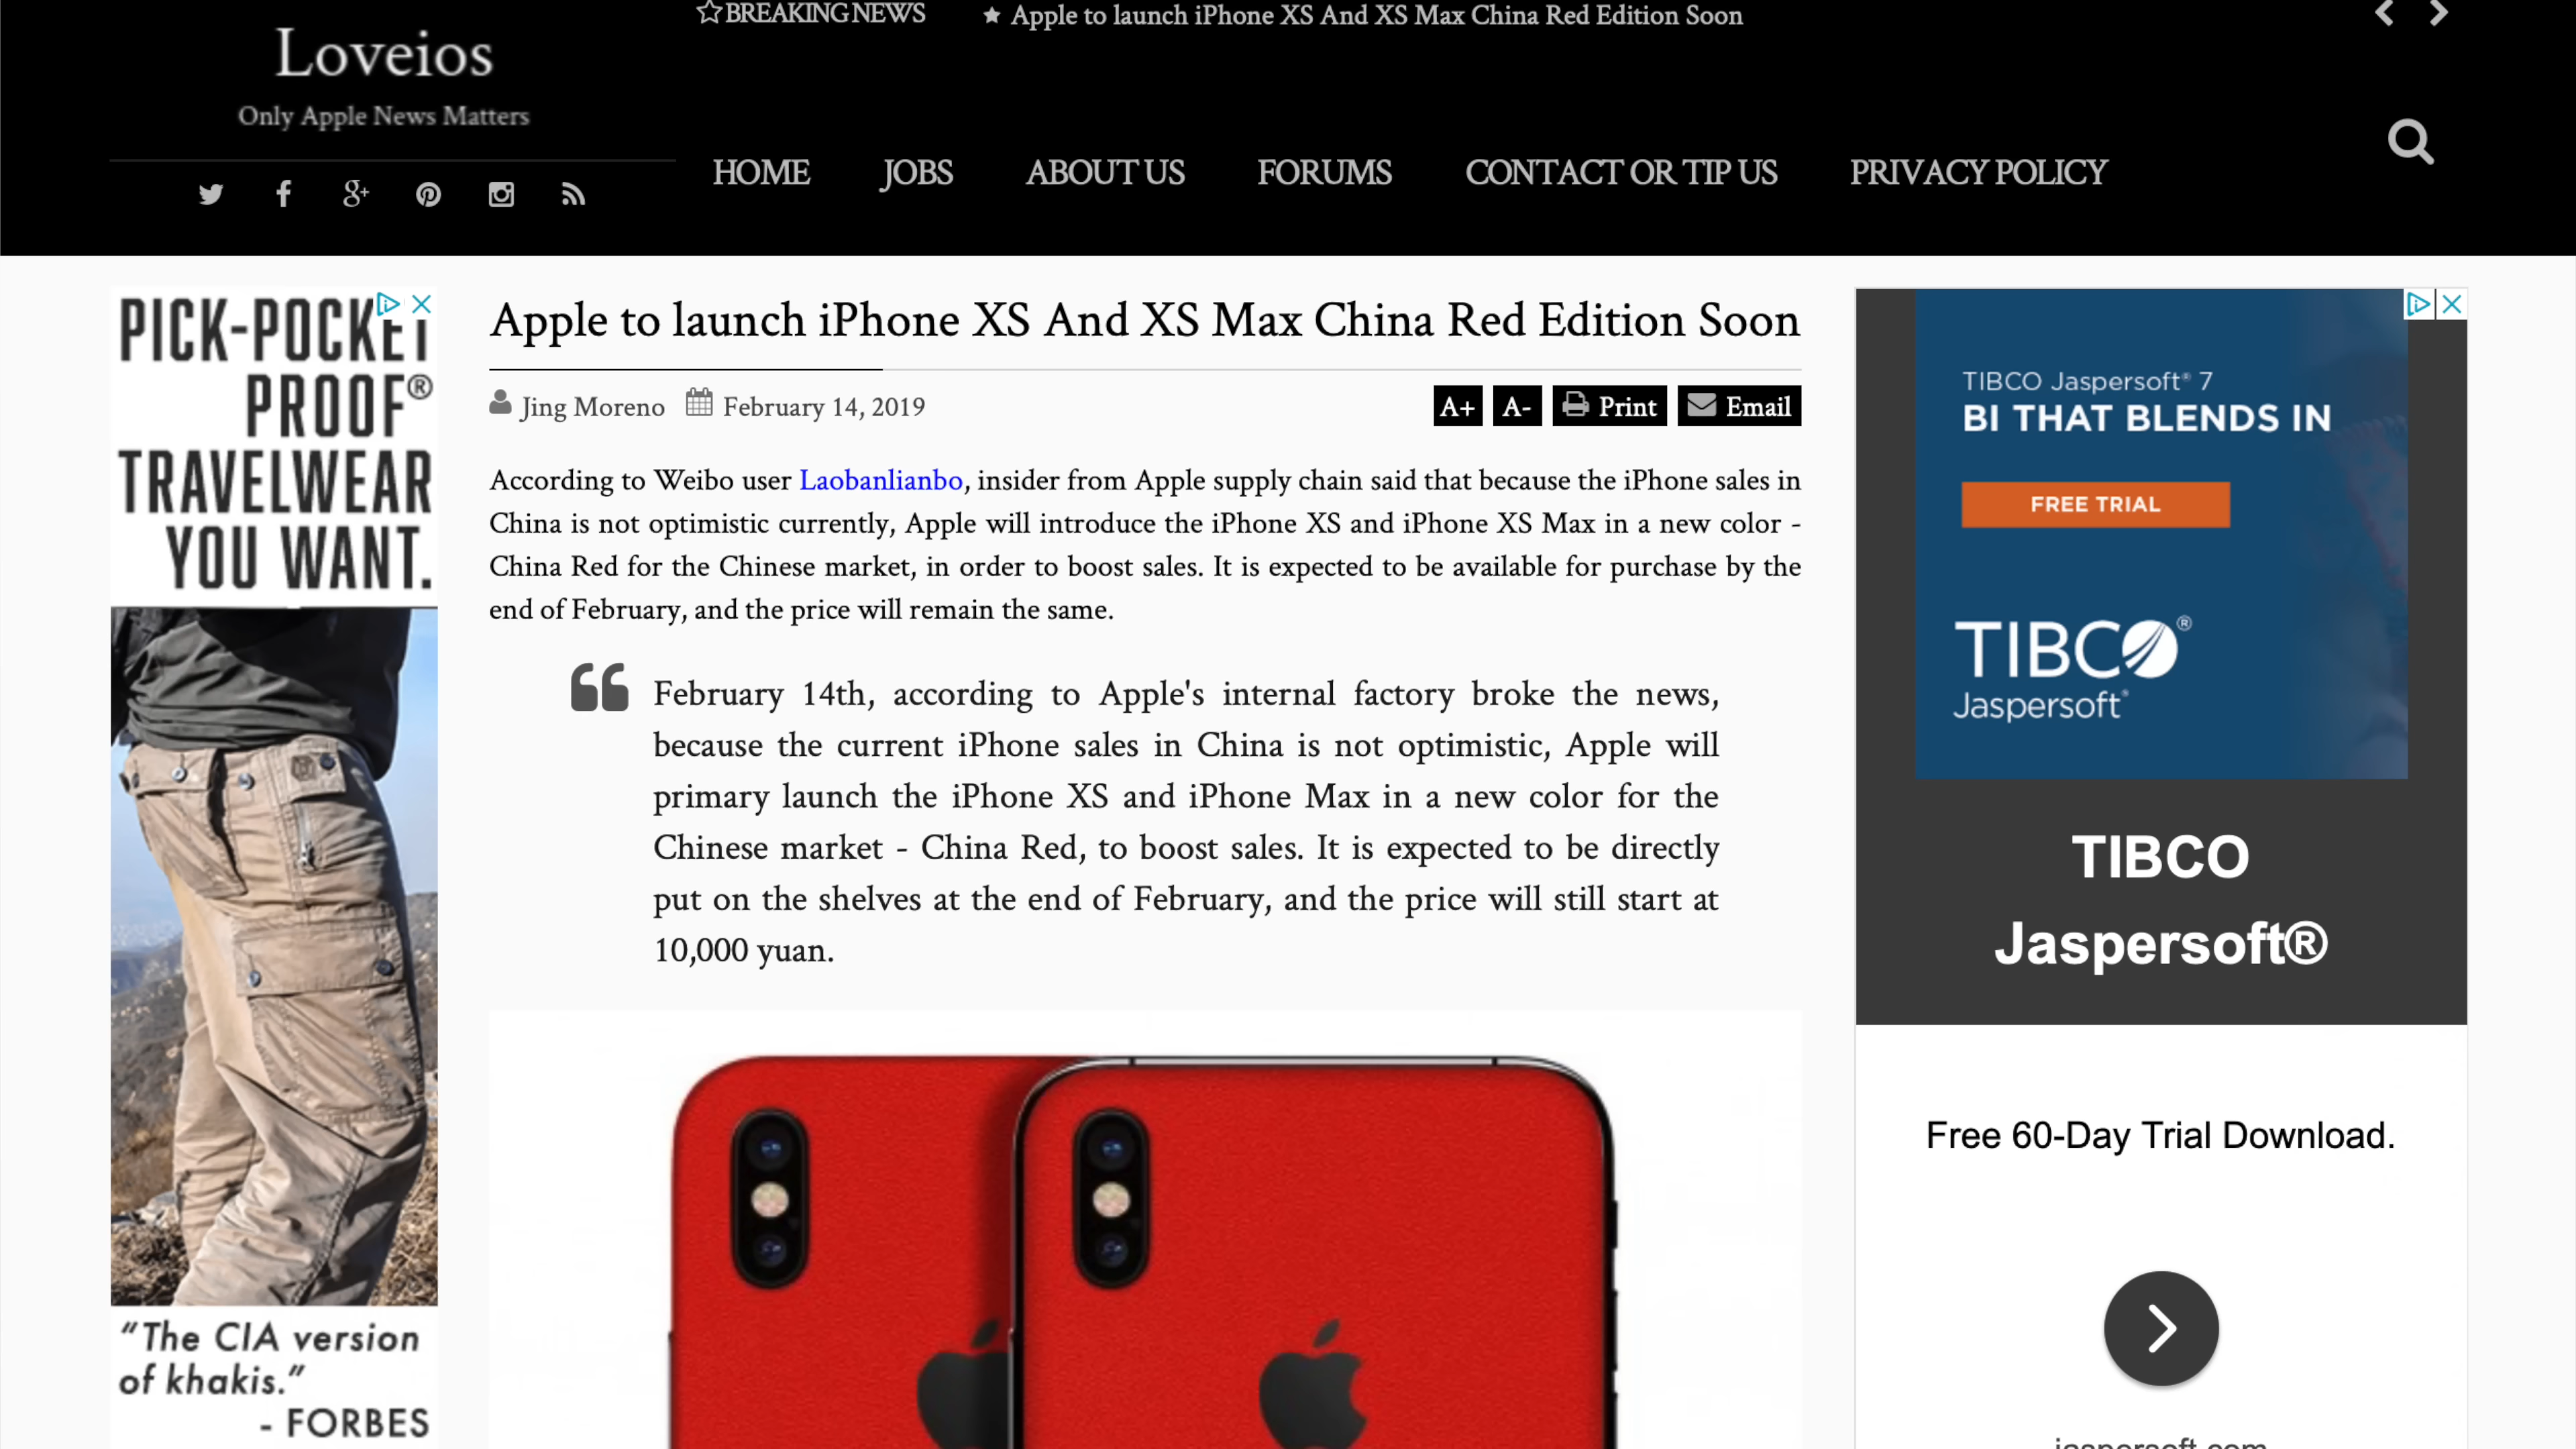 Loveios
Only Apple News Matters
BREAKING NEWS
Apple to launch iPhone XS And XS Max China Red Edition Soon
HOME JOBS ABOUT US FORUMS CONTACT OR TIP US PRIVACY POLICY
PICK-POCKET
PROOF®
TRAVELWEAR
YOU WANT.
"The CIA version
of khakis."
- FORBES
Apple to launch iPhone XS And XS Max China Red Edition Soon
Jing Moreno February 14, 2019
A+ A- Print Email
According to Weibo user Laobanlianbo, insider from Apple supply chain said that because the iPhone sales in
China is not optimistic currently, Apple will introduce the iPhone XS and iPhone XS Max in a new color -
China Red for the Chinese market, in order to boost sales. It is expected to be available for purchase by the
end of February, and the price will remain the same.
February 14th, according to Apple's internal factory broke the news,
because the current iPhone sales in China is not optimistic, Apple will
primary launch the iPhone XS and iPhone Max in a new color for the
Chinese market - China Red, to boost sales. It is expected to be directly
put on the shelves at the end of February, and the price will still start at
10,000 yuan.
TIBCO Jaspersoft® 7
BI THAT BLENDS IN
FREE TRIAL
TIBCO®
Jaspersoft®
TIBCO
Jaspersoft®
Free 60-Day Trial Download.
jaspersoft.com